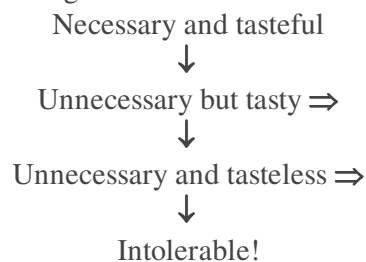 Necessary and tasteful
↓
Unnecessary but tasty ⇒
↓
Unnecessary and tasteless ⇒
↓
Intolerable!